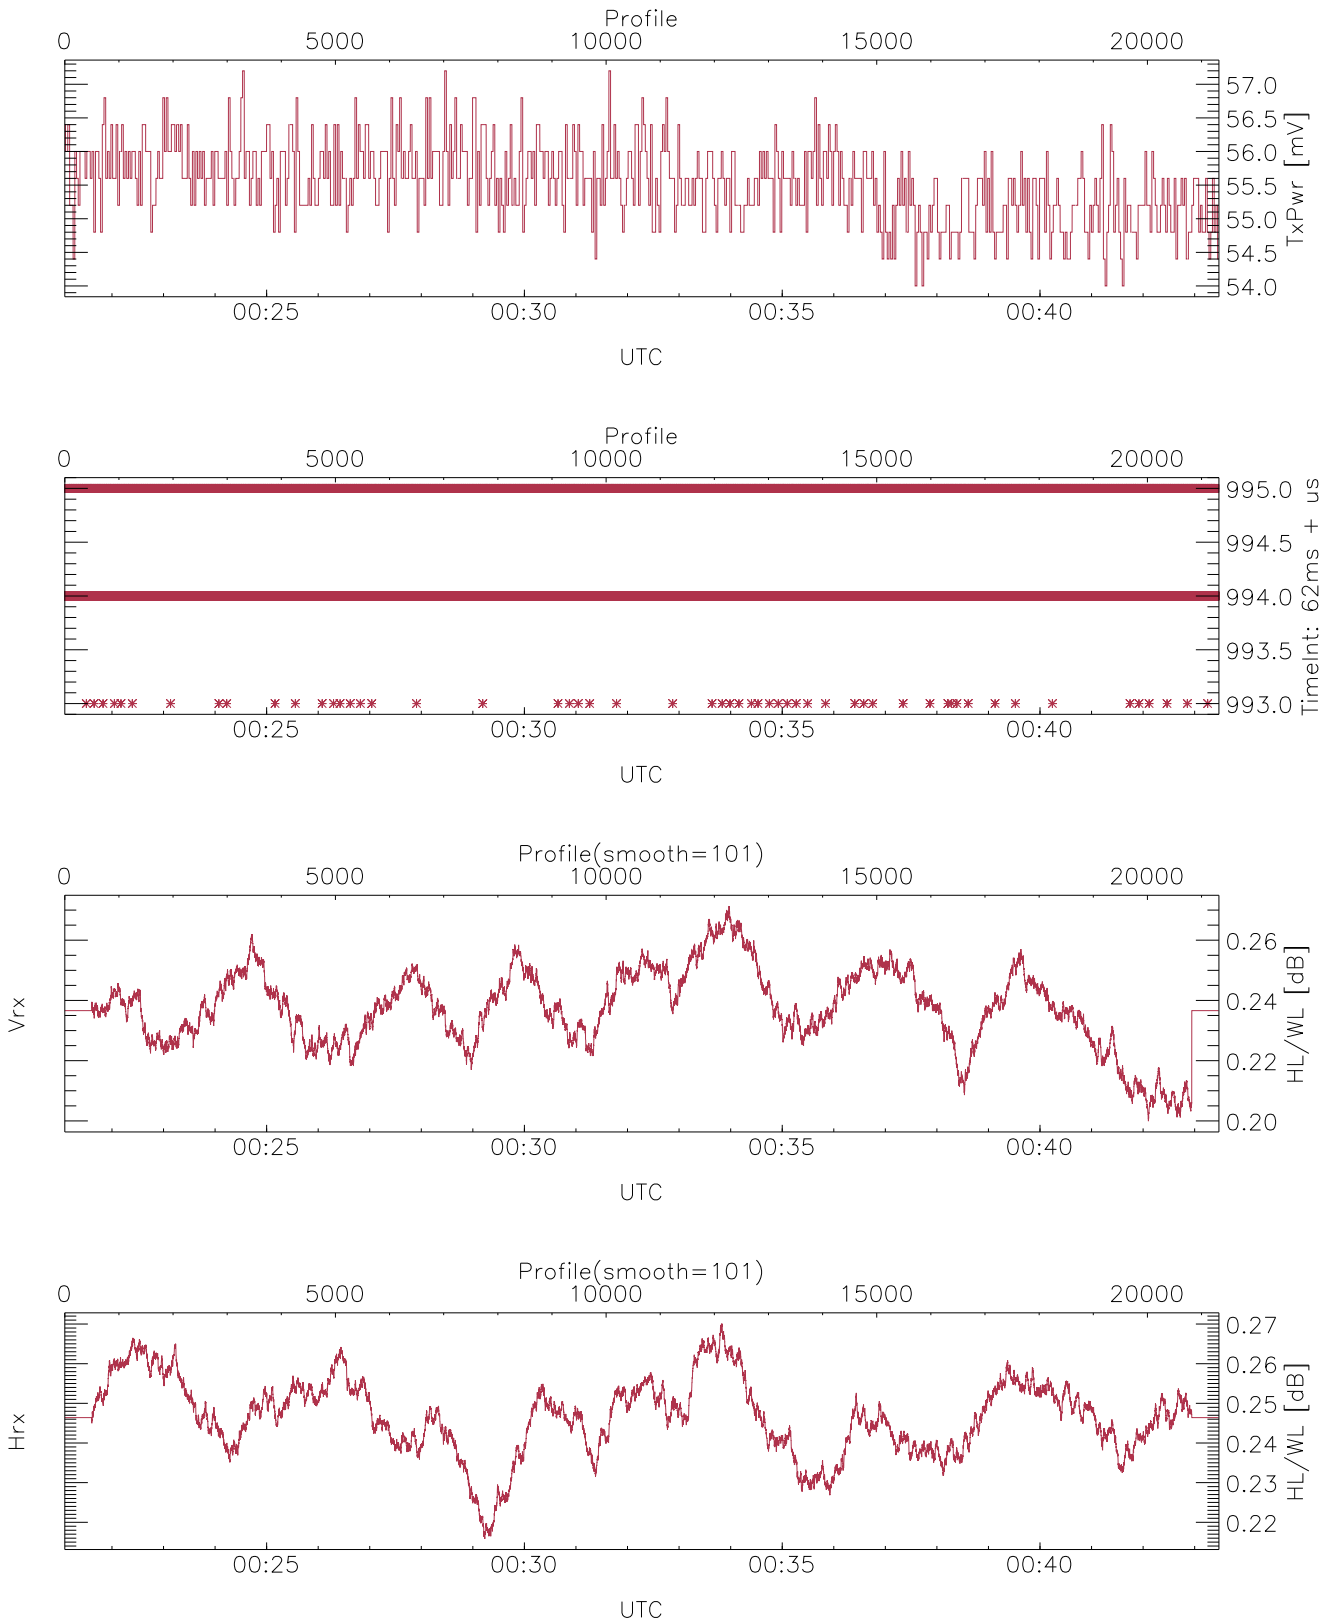 Profile
0 5000 10000 15000 20000
57.0
56.5
56.0
55.5
55.0
54.5
54.0
TxPwr [mV]
00:25 00:30 00:35 00:40
UTC
Profile
0 5000 10000 15000 20000
995.0
994.5
994.0
993.5
993.0
TimeInt: 62ms + us
00:25 00:30 00:35 00:40
UTC
Profile(smooth=101)
0 5000 10000 15000 20000
Vrx
0.26
0.24
0.22
0.20
HL/WL [dB]
00:25 00:30 00:35 00:40
UTC
Profile(smooth=101)
0 5000 10000 15000 20000
Hrx
0.27
0.26
0.25
0.24
0.23
0.22
HL/WL [dB]
00:25 00:30 00:35 00:40
UTC